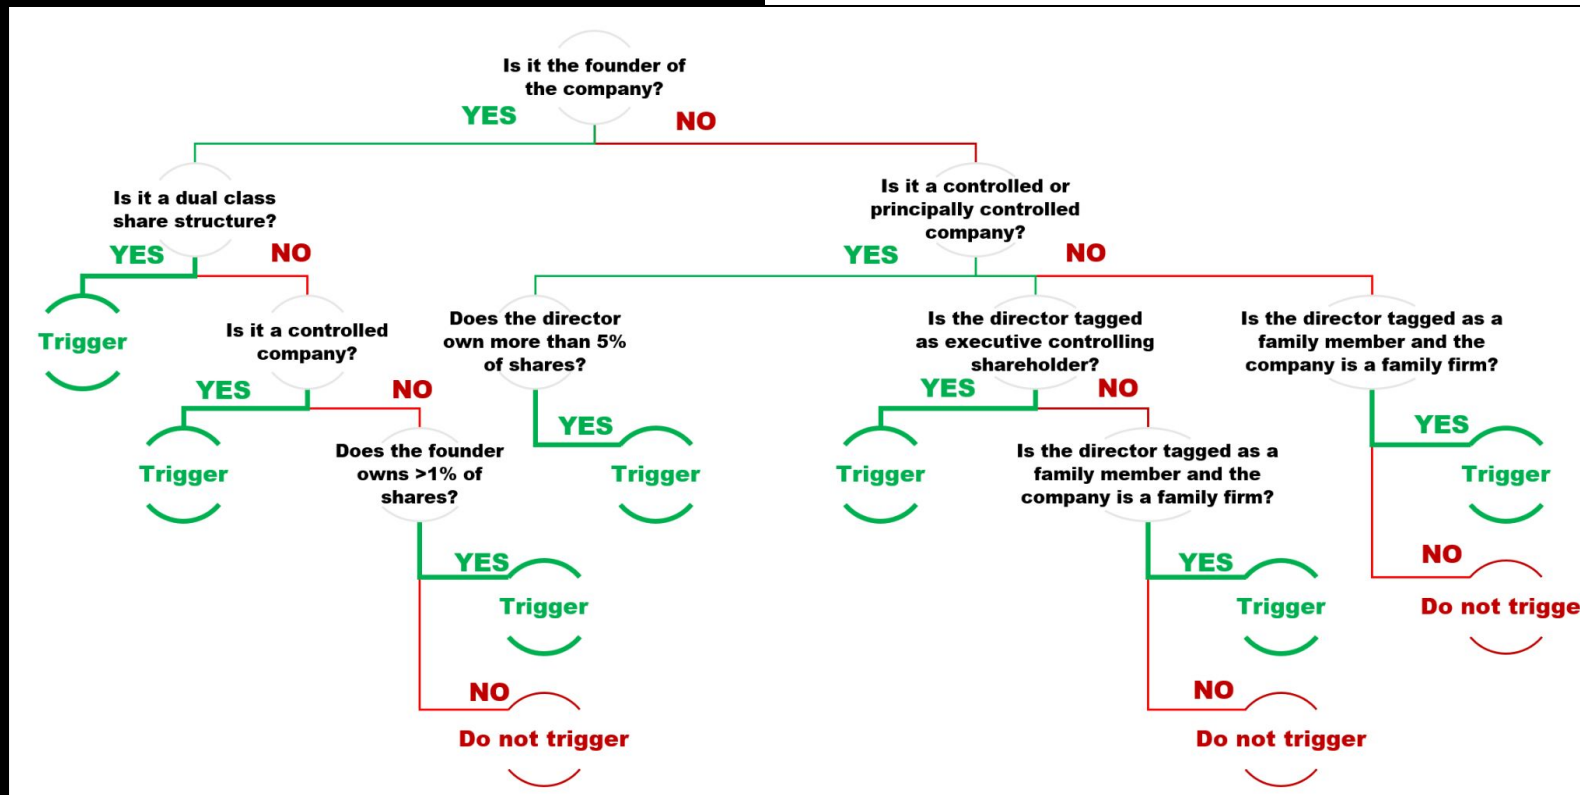 Is it the founder of
the company?
YES
NO
Is it a dual class
share structure?
Is it a controlled or
principally controlled
company?
YES
NO
YES
NO
Trigger
Is it a controlled
company?
Does the director
own more than 5%
of shares?
Is the director tagged
as executive controlling
shareholder?
Is the director tagged as a
family member and the
company is a family firm?
YES
NO
YES
NO
YES
YES
Trigger
Does the founder
owns >1% of
shares?
Trigger
Trigger
Is the director tagged as a
family member and the
company is a family firm?
Trigger
YES
YES
NO
Trigger
Trigger
Do not trigge
NO
NO
Do not trigger
Do not trigger